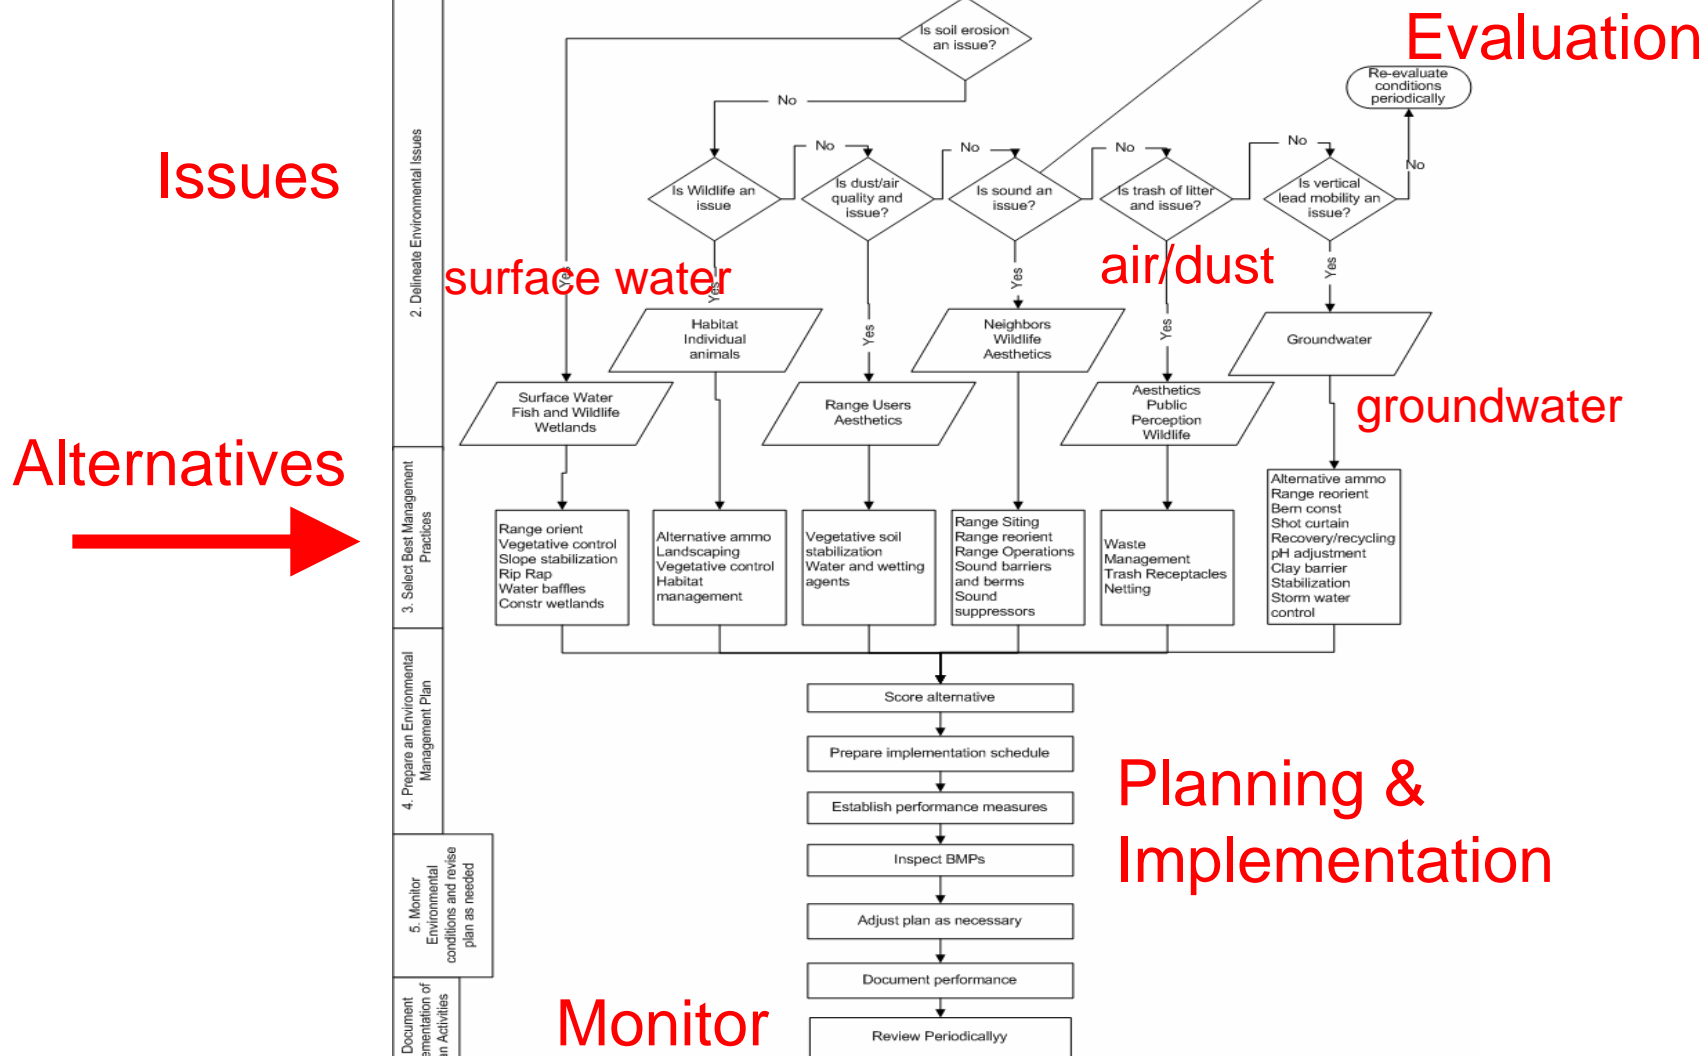 Evaluation
Is soil erosion
an issue?
Re-evaluate
conditions
periodically
No
No
No
No
No
No
Issues
2. Delineate Environmental Issues
Is Wildlife an
issue
Is dust/air
quality and
issue?
Is sound an
issue?
Is trash of litter
and issue?
Is vertical
lead mobility an
issue?
No
surface water
air/dust
Yes
Yes
Yes
Yes
Yes
Yes
Habitat
Individual
animals
Neighbors
Wildlife
Aesthetics
Groundwater
Surface Water
Fish and Wildlife
Wetlands
Range Users
Aesthetics
Aesthetics
Public
Perception
Wildlife
groundwater
Alternatives
3. Select Best Management
Practices
Range orient
Vegetative control
Slope stabilization
Rip Rap
Water baffles
Constr wetlands
Alternative ammo
Landscaping
Vegetative control
Habitat
management
Vegetative soil
stabilization
Water and wetting
agents
Range Siting
Range reorient
Range Operations
Sound barriers
and berms
Sound
suppressors
Waste
Management
Trash Receptacles
Netting
Alternative ammo
Range reorient
Bern const
Shot curtain
Recovery/recycling
pH adjustment
Clay barrier
Stabilization
Storm water
control
4. Prepare an Environmental
Management Plan
Score alternative
Prepare implementation schedule
Establish performance measures
Planning &
Implementation
5. Monitor
Environmental
conditions and revise
plan as needed
Inspect BMPs
Adjust plan as necessary
Document performance
Document
ementation of
an Activities
Monitor
Review Periodicallyy